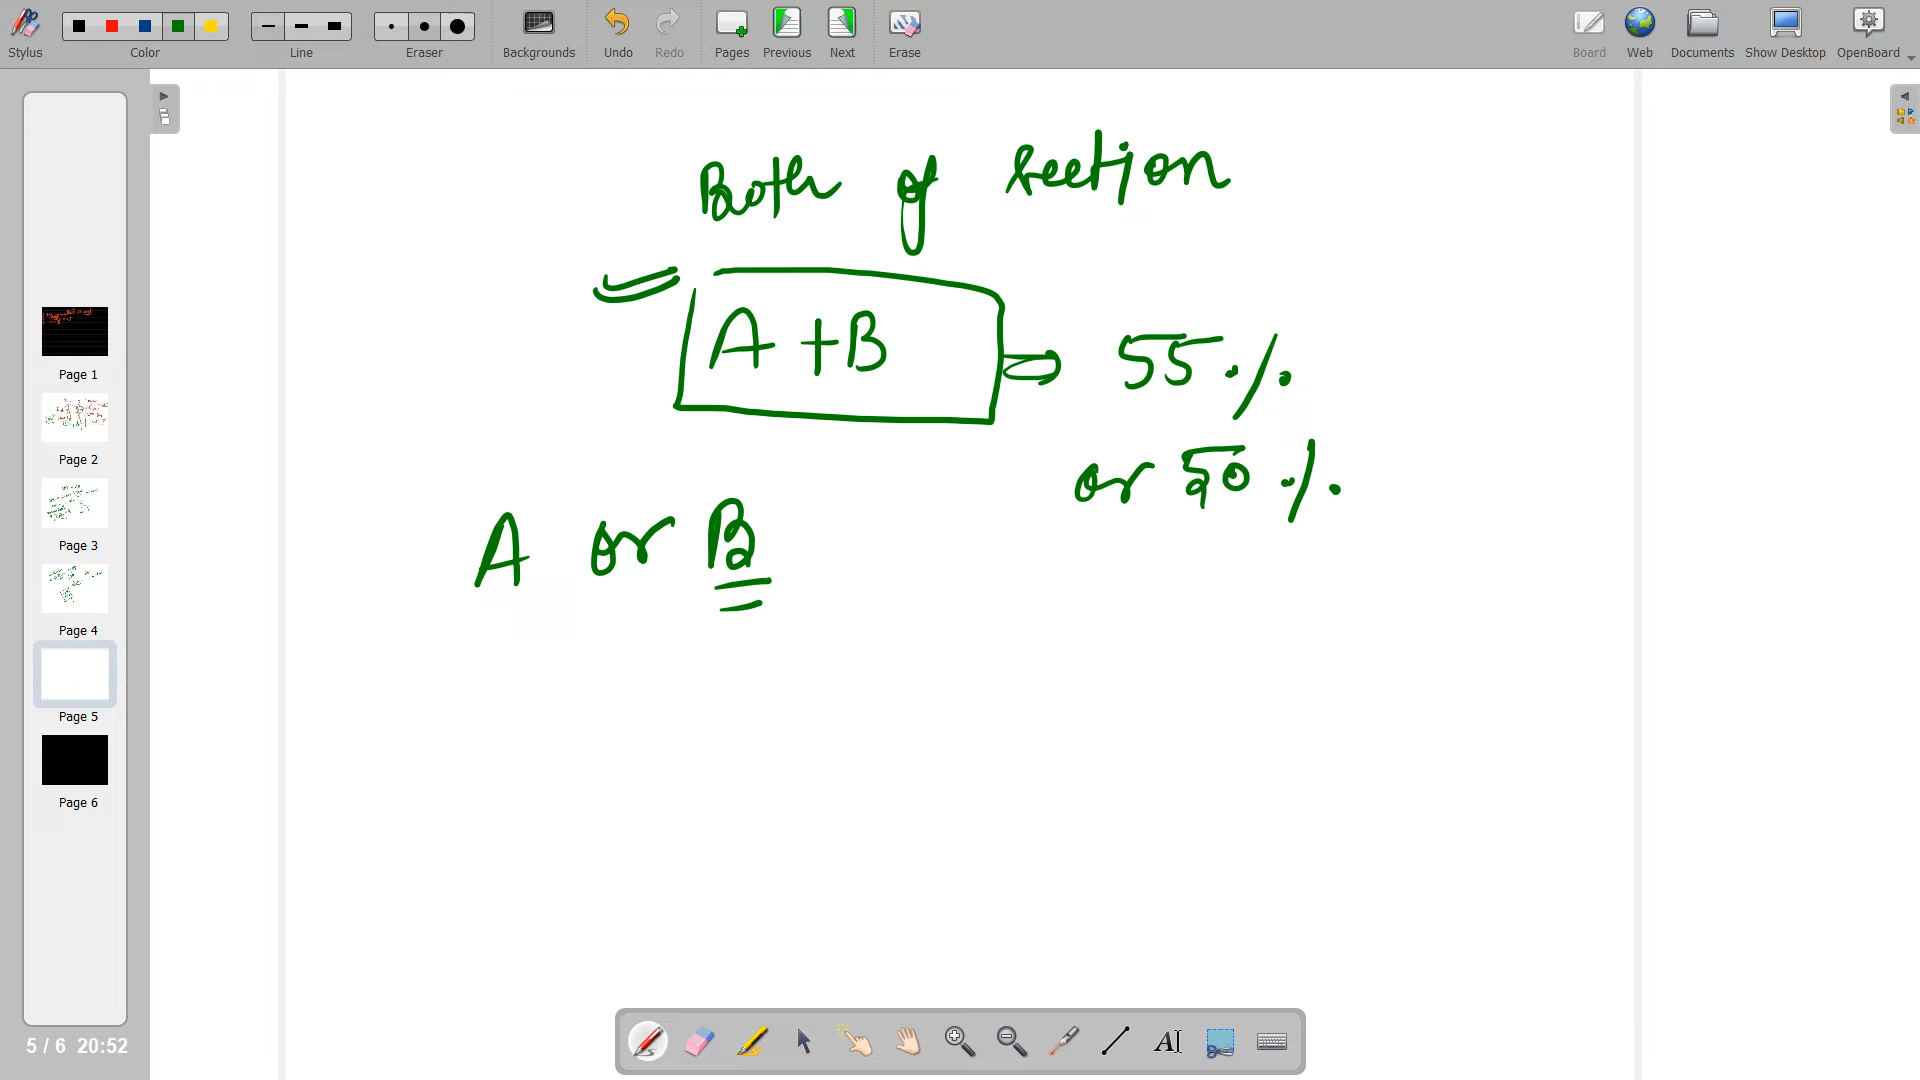 Stylus Color Line Eraser Backgrounds Undo Redo Pages Previous Next Erase Board Web Documents Show Desktop OpenBoard
Both of section
A + B 55%
or 50%
A or B
Page 1
Page 2
Page 3
Page 4
Page 5
Page 6
5 / 6 20:52